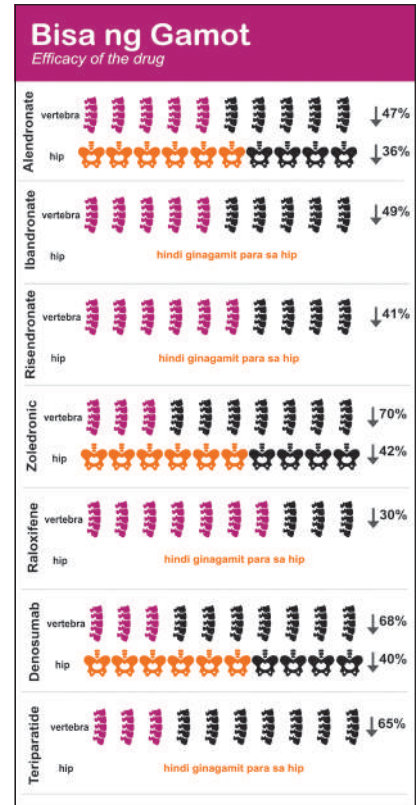 Bisa ng Gamot
Efficacy of the drug
Alendronate
vertebra
↓47%
hip
↓36%
Ibandronate
vertebra
↓49%
hip
hindi ginagamit para sa hip
Risendronate
vertebra
↓41%
hip
hindi ginagamit para sa hip
Zoledronic
vertebra
↓70%
hip
↓42%
Raloxifene
vertebra
↓30%
hip
hindi ginagamit para sa hip
Denosumab
vertebra
↓68%
hip
↓40%
Teriparatide
vertebra
↓65%
hip
hindi ginagamit para sa hip